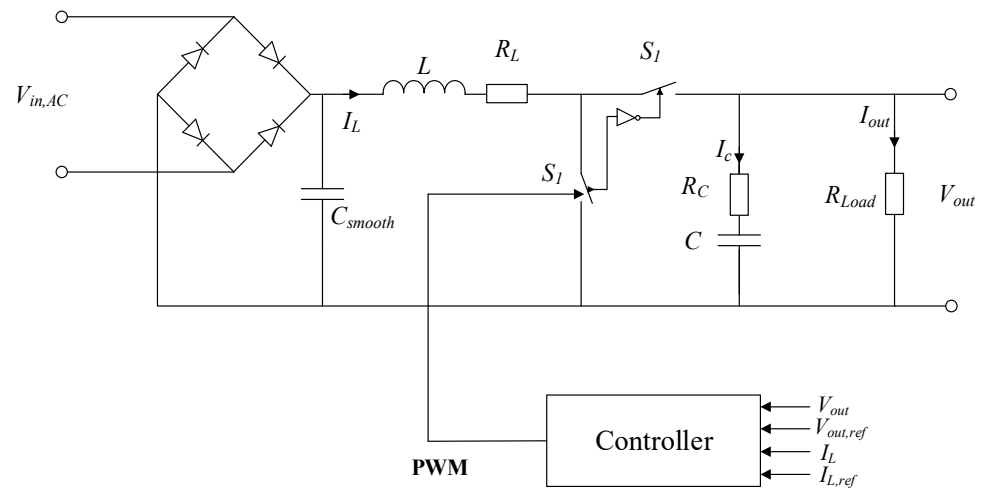 V_in,AC
L
R_L
S_1
I_L
S_1
C_smooth
I_c
R_C
C
I_out
R_Load
V_out
Controller
V_out
V_out,ref
I_L
I_L,ref
PWM